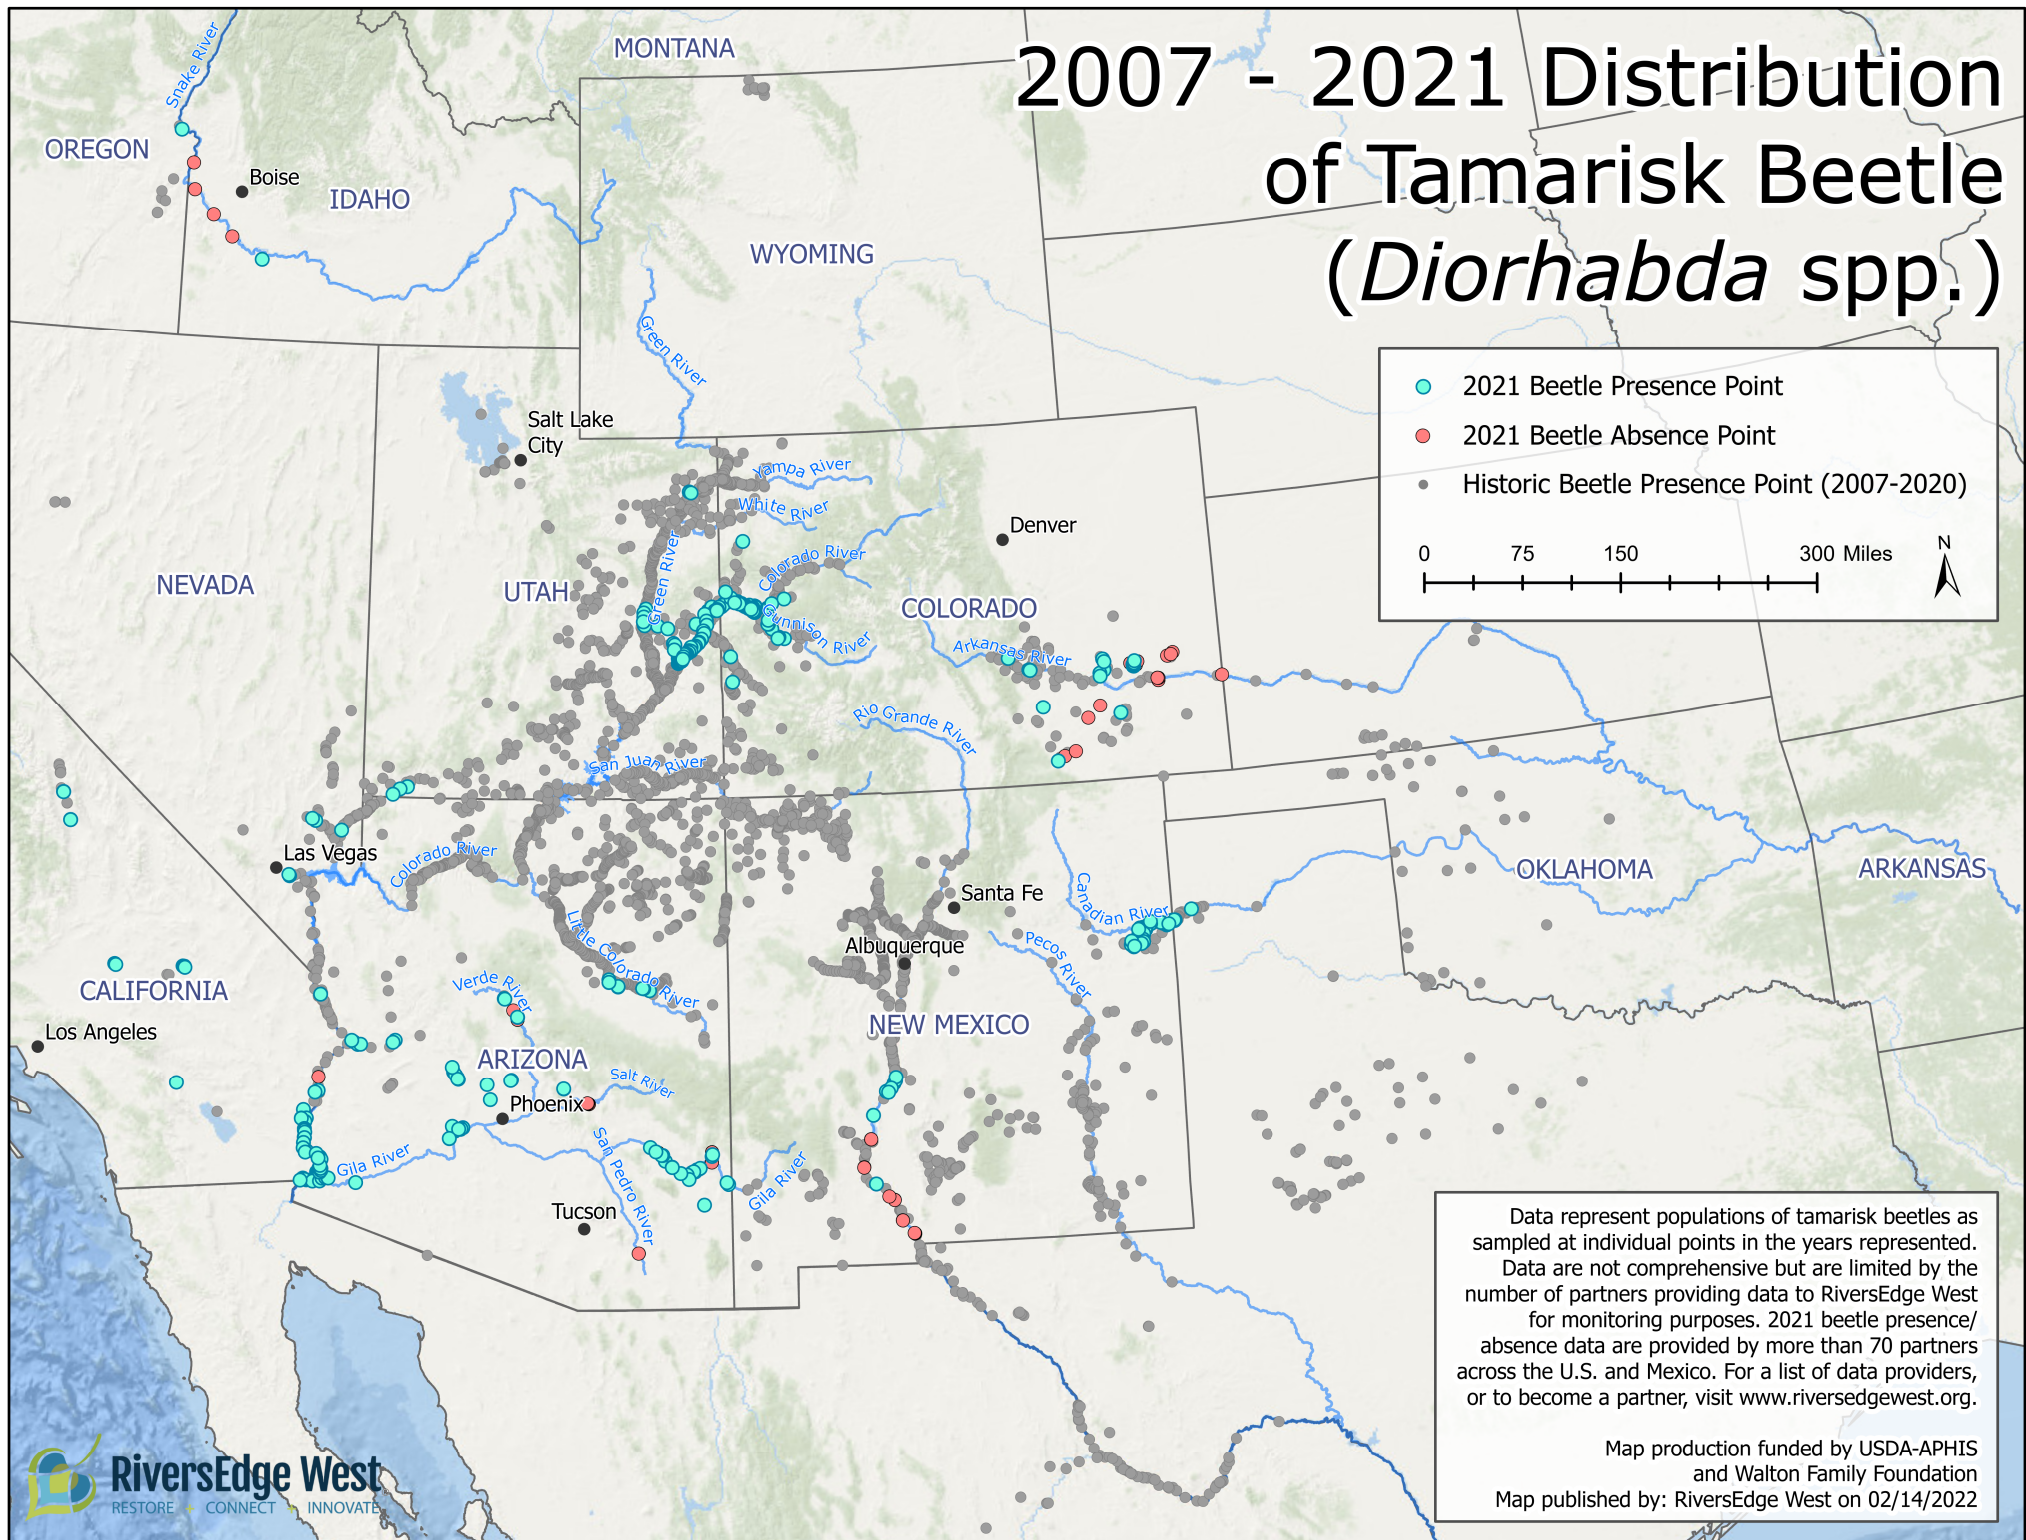 2007 - 2021 Distribution
of Tamarisk Beetle
(Diorhabda spp.)
2021 Beetle Presence Point
2021 Beetle Absence Point
Historic Beetle Presence Point (2007-2020)
0 75 150 300 Miles
N
MONTANA
Snake River
OREGON
Boise
IDAHO
WYOMING
Green River
Salt Lake
City
Yampa River
White River
Denver
Green River
Colorado River
NEVADA
UTAH
COLORADO
Gunnison River
Arkansas River
Rio Grande River
San Juan River
Las Vegas
Colorado River
OKLAHOMA
ARKANSAS
Santa Fe
Canadian River
Little Colorado River
Albuquerque
Pecos River
CALIFORNIA
Verde River
Los Angeles
NEW MEXICO
ARIZONA
Salt River
Phoenix
Gila River
San Pedro River
Gila River
Tucson
Data represent populations of tamarisk beetles as
sampled at individual points in the years represented.
Data are not comprehensive but are limited by the
number of partners providing data to RiversEdge West
for monitoring purposes. 2021 beetle presence/
absence data are provided by more than 70 partners
across the U.S. and Mexico. For a list of data providers,
or to become a partner, visit www.riversedgewest.org.
Map production funded by USDA-APHIS
and Walton Family Foundation
Map published by: RiversEdge West on 02/14/2022
RiversEdge West
RESTORE + CONNECT + INNOVATE